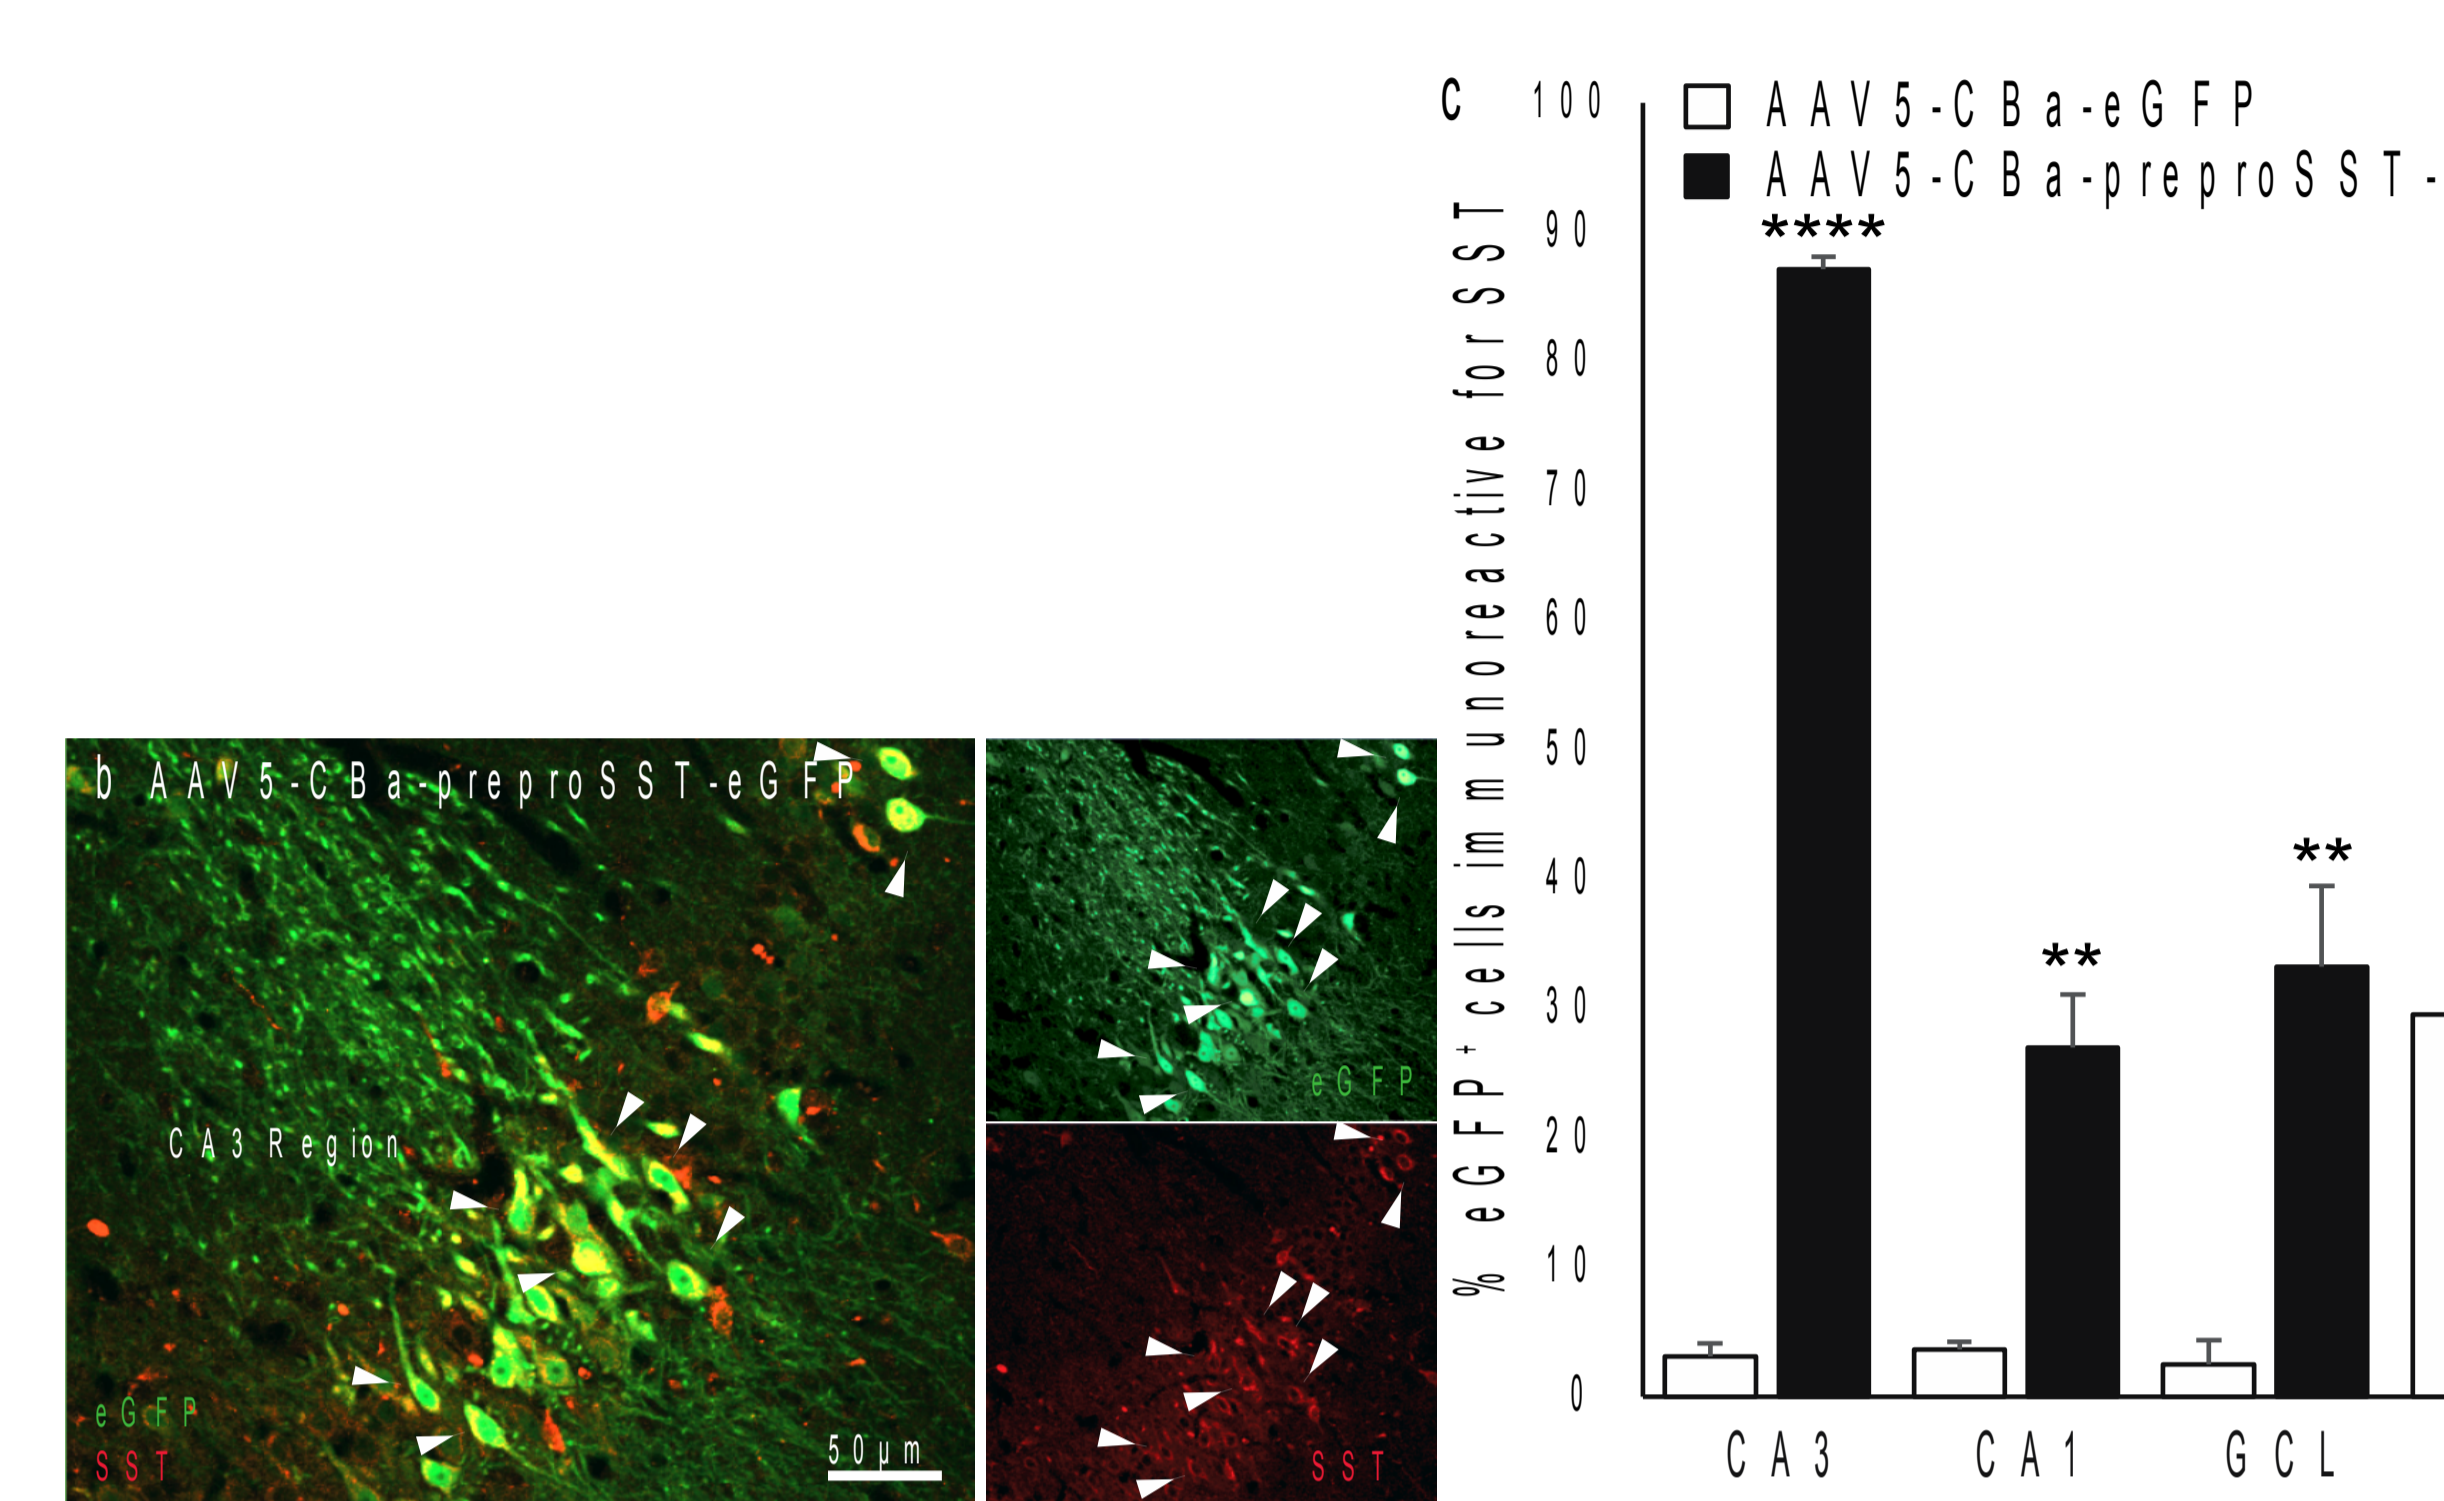 b AAV5-CBa-preproSST-eGFP
CA3 Region
eGFP
SST
50 µm
eGFP
SST
c
% eGFP+ cells immunoreactive for SST
100
90
80
70
60
50
40
30
20
10
0
AAV5-CBa-eGFP
AAV5-CBa-preproSST-
****
**
**
CA3 CA1 GCL